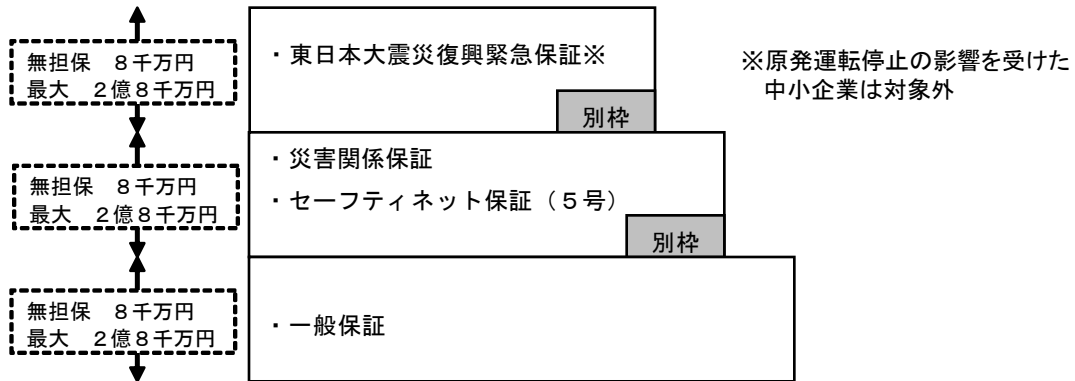 無担保　８千万円
最大　２億８千万円
・東日本大震災復興緊急保証※
別枠
※原発運転停止の影響を受けた
中小企業は対象外
無担保　８千万円
最大　２億８千万円
・災害関係保証
・セーフティネット保証（５号）
別枠
無担保　８千万円
最大　２億８千万円
・一般保証